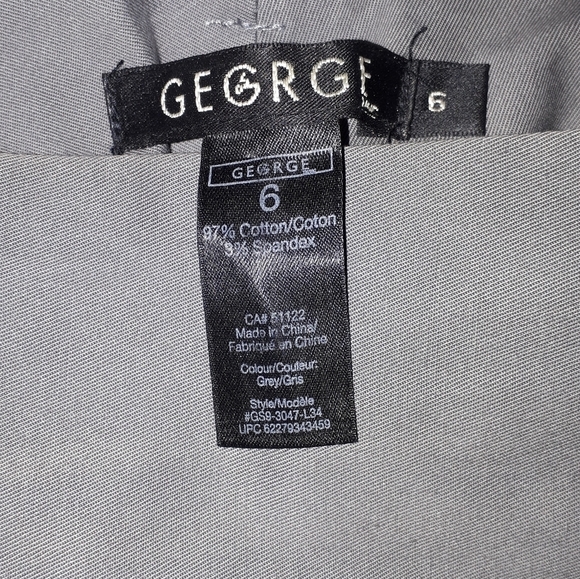 GEORGE
6
GEORGE
6
97% Cotton/Coton
3% Spandex
CA# 51122
Made in China/
Fabriqué en Chine
Colour/Couleur:
Grey/Gris
Style/Modèle
#GS9-3047-L34
UPC 62279343459